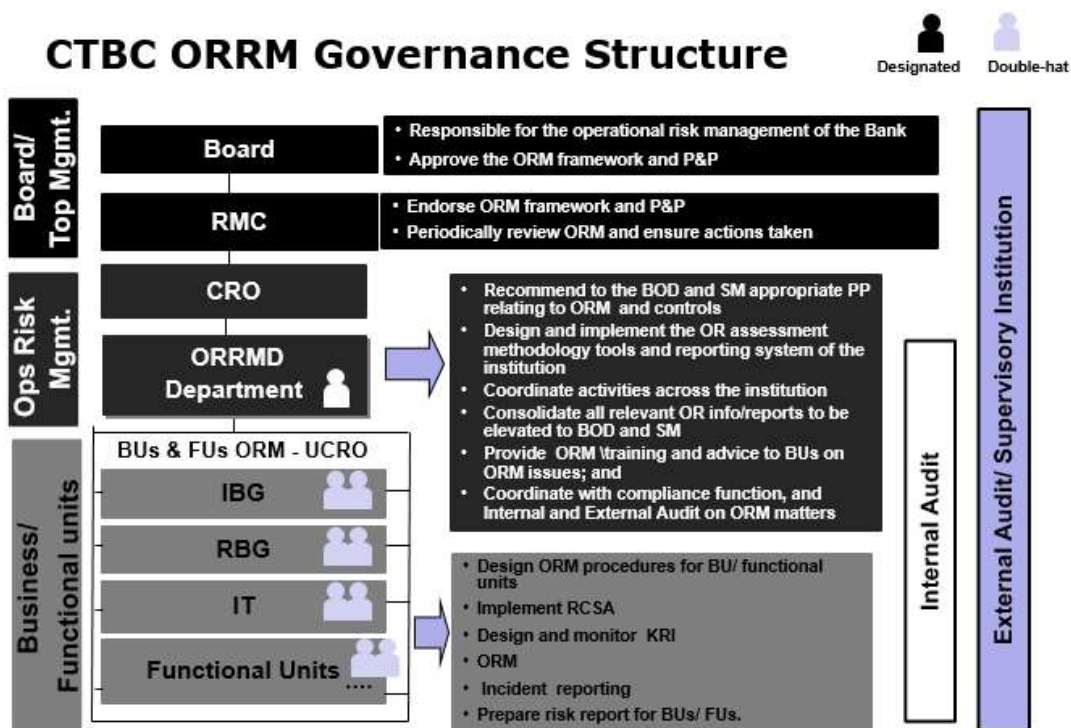 CTBC ORRM Governance Structure
Designated
Double-hat
Board/
Top Mgmt.
Board
• Responsible for the operational risk management of the Bank
• Approve the ORM framework and P&P
RMC
• Endorse ORM framework and P&P
• Periodically review ORM and ensure actions taken
Ops Risk
Mgmt.
CRO
ORRMD
Department
• Recommend to the BOD and SM appropriate PP
relating to ORM and controls
• Design and implement the OR assessment
methodology tools and reporting system of the
institution
• Coordinate activities across the institution
• Consolidate all relevant OR info/reports to be
elevated to BOD and SM
• Provide ORM \training and advice to BUs on
ORM issues; and
• Coordinate with compliance function, and
Internal and External Audit on ORM matters
Business/
Functional units
BUs & FUs ORM - UCRO
IBG
RBG
IT
Functional Units
....
• Design ORM procedures for BU/ functional
units
• Implement RCSA
• Design and monitor KRI
• ORM
• Incident reporting
• Prepare risk report for BUs/ FUs.
Internal Audit
External Audit/ Supervisory Institution